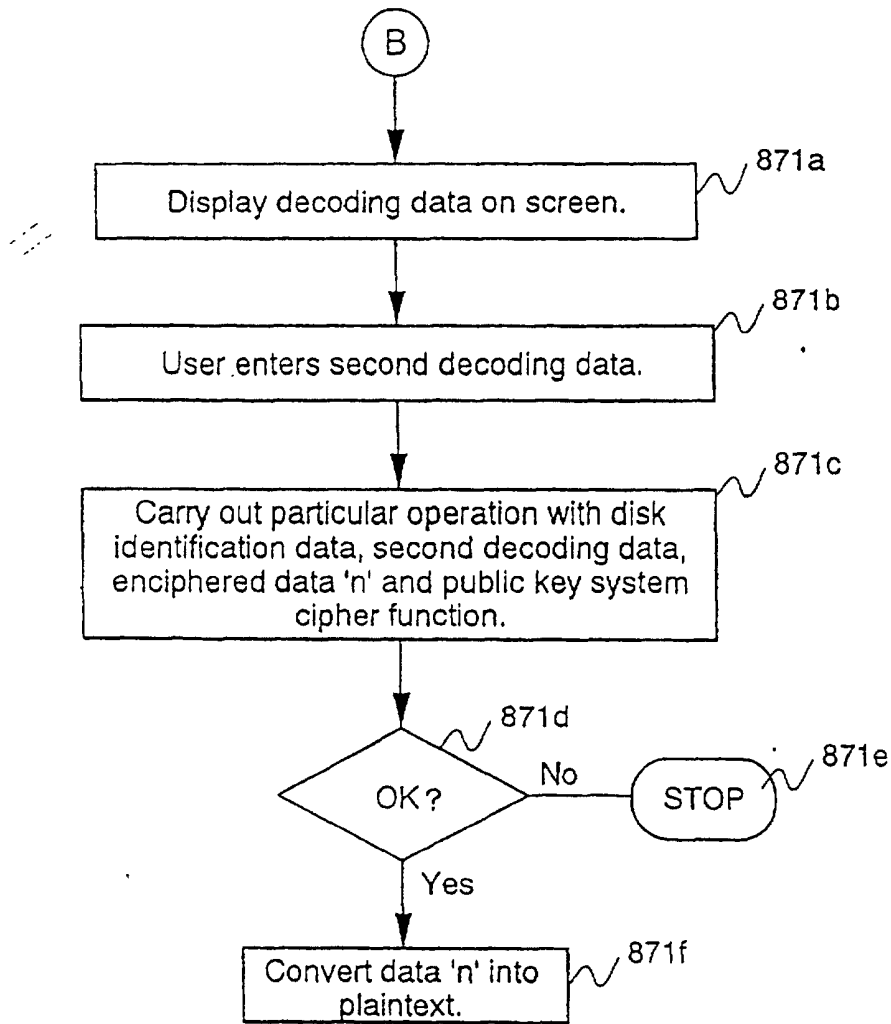 B
871a
Display decoding data on screen.
871b
User enters second decoding data.
871c
Carry out particular operation with disk
identification data, second decoding data,
enciphered data 'n' and public key system
cipher function.
871d
OK?
No
871e
STOP
Yes
871f
Convert data 'n' into
plaintext.